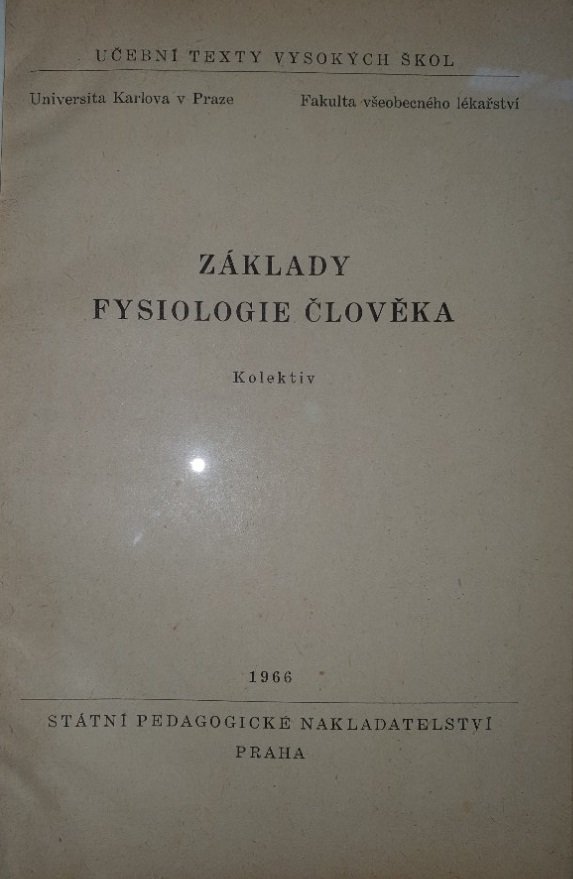 UČEBNÍ TEXTY VYSOKÝCH ŠKOL
Universita Karlova v Praze Fakulta všeobecného lékařství
ZÁKLADY
FYSIOLOGIE ČLOVĚKA
Kolektiv
1966
STÁTNÍ PEDAGOGICKÉ NAKLADATELSTVÍ
PRAHA